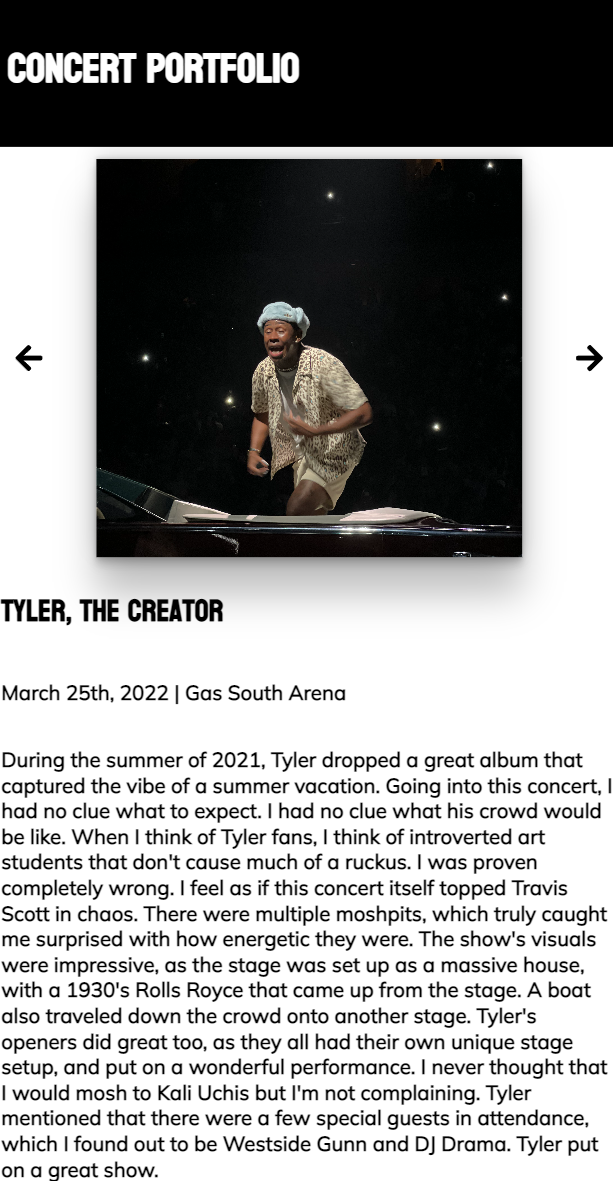 CONCERT PORTFOLIO
TYLER, THE CREATOR
March 25th, 2022 | Gas South Arena
During the summer of 2021, Tyler dropped a great album that
captured the vibe of a summer vacation. Going into this concert, I
had no clue what to expect. I had no clue what his crowd would
be like. When I think of Tyler fans, I think of introverted art
students that don't cause much of a ruckus. I was proven
completely wrong. I feel as if this concert itself topped Travis
Scott in chaos. There were multiple moshpits, which truly caught
me surprised with how energetic they were. The show's visuals
were impressive, as the stage was set up as a massive house,
with a 1930's Rolls Royce that came up from the stage. A boat
also traveled down the crowd onto another stage. Tyler's
openers did great too, as they all had their own unique stage
setup, and put on a wonderful performance. I never thought that
I would mosh to Kali Uchis but I'm not complaining. Tyler
mentioned that there were a few special guests in attendance,
which I found out to be Westside Gunn and DJ Drama. Tyler put
on a great show.